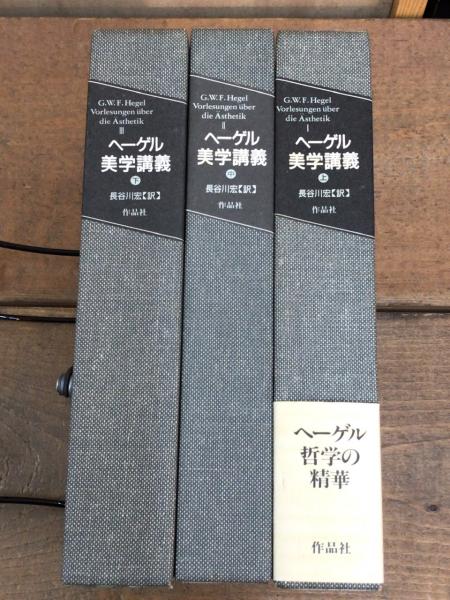 G.W.F. Hegel
Vorlesungen über
die Ästhetik
III
ヘーゲル
美学講義
下
長谷川宏【訳】
作品社
G.W.F. Hegel
Vorlesungen über
die Ästhetik
II
ヘーゲル
美学講義
中
長谷川宏【訳】
作品社
G.W.F. Hegel
Vorlesungen über
die Ästhetik
I
ヘーゲル
美学講義
上
長谷川宏【訳】
作品社
ヘーゲル
哲学の
精華
作品社